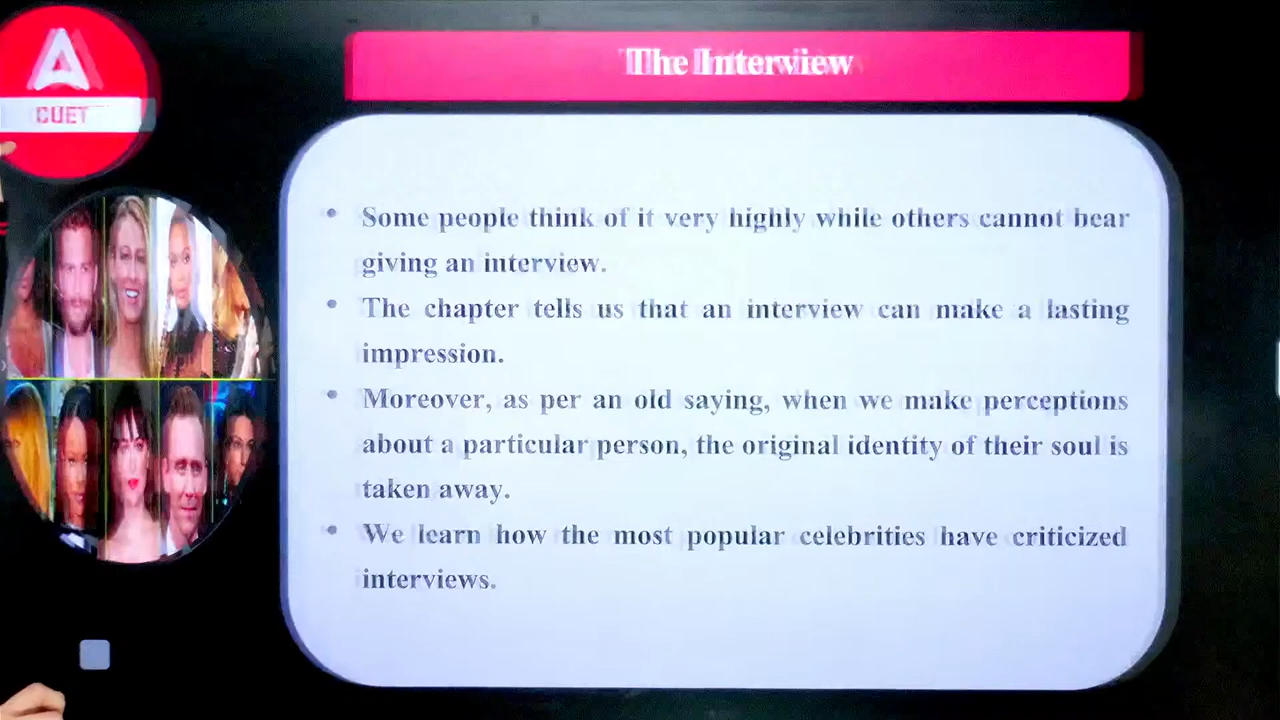 A
CUET
The Interview
• Some people think of it very highly while others cannot bear
giving an interview.
• The chapter tells us that an interview can make a lasting
impression.
• Moreover, as per an old saying, when we make perceptions
about a particular person, the original identity of their soul is
taken away.
• We learn how the most popular celebrities have criticized
interviews.